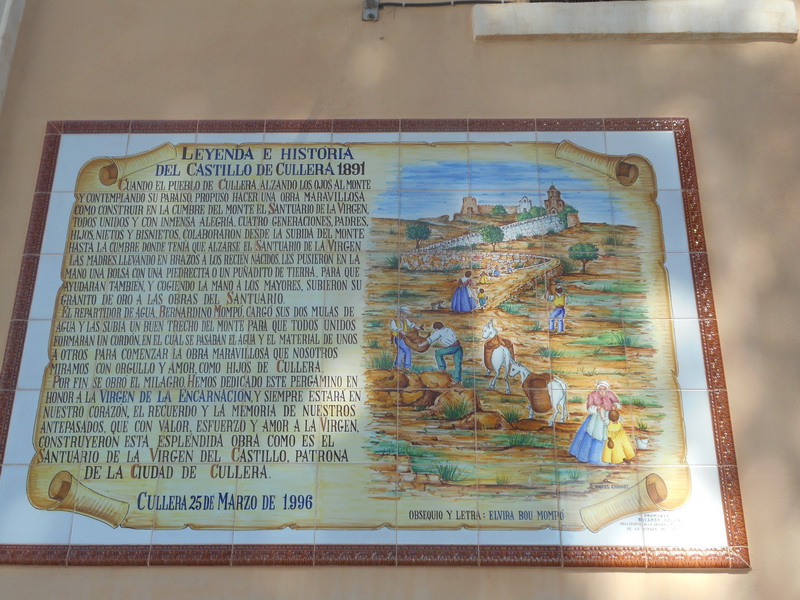 LEYENDA E HISTORIA
DEL CASTILLO DE CULLERA 1891
CUANDO EL PUEBLO DE CULLERA, ALZANDO LOS OJOS AL MONTE
Y CONTEMPLANDO SU PARAISO, PROPUSO HACER UNA OBRA MARAVILLOSA
COMO CONSTRUIR EN LA CUMBRE DEL MONTE EL SANTUARIO DE LA VIRGEN,
TODOS UNIDOS Y CON INMENSA ALEGRIA, CUATRO GENERACIONES, PADRES,
HIJOS, NIETOS Y BISNIETOS, COLABORARON DESDE LA SUBIDA DEL MONTE
HASTA LA CUMBRE DONDE TENIA QUE ALZARSE EL SANTUARIO DE LA VIRGEN
LAS MADRES, LLEVANDO EN BRAZOS A LOS RECIEN NACIDOS, LES PUSIERON EN LA
MANO UNA BOLSA CON UNA PIEDRECITA O UN PUÑADITO DE TIERRA, PARA QUE
AYUDARAN TAMBIEN, Y COGIENDO LA MANO A LOS MAYORES, SUBIERON SU
GRANITO DE ORO A LAS OBRAS DEL SANTUARIO.
EL REPARTIDOR DE AGUA, BERNARDINO MOMPO, CARGO SUS DOS MULAS DE
AGUA Y LAS SUBIA UN BUEN TRECHO DEL MONTE PARA QUE TODOS UNIDOS
FORMARAN UN CORDON, EN EL CUAL SE PASABAN EL AGUA Y EL MATERIAL DE UNOS
A OTROS PARA COMENZAR LA OBRA MARAVILLOSA QUE NOSOTROS
MIRAMOS CON ORGULLO Y AMOR, COMO HIJOS DE CULLERA
POR FIN SE OBRO EL MILAGRO. HEMOS DEDICADO ESTE PERGAMINO EN
HONOR A LA VIRGEN DE LA ENCARNACION, Y SIEMPRE ESTARA EN
NUESTRO CORAZON, EL RECUERDO Y LA MEMORIA DE NUESTROS
ANTEPASADOS, QUE CON VALOR, ESFUERZO Y AMOR A LA VIRGEN,
CONSTRUYERON ESTA ESPLENDIDA OBRA COMO ES EL
SANTUARIO DE LA VIRGEN DEL CASTILLO, PATRONA
DE LA CIUDAD DE CULLERA.
CULLERA 25 DE MARZO DE 1996
OBSEQUIO Y LETRA: ELVIRA BOU MOMPO